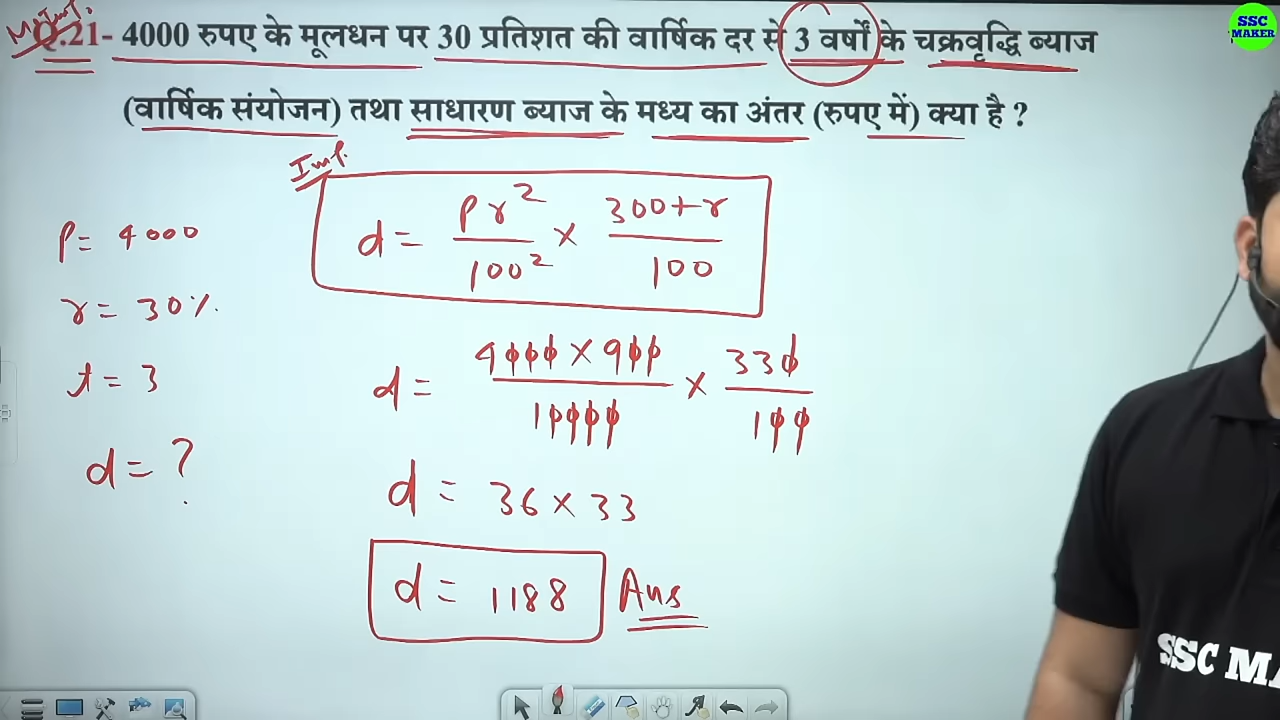 M. Imp.
Q.21- 4000 रुपए के मूलधन पर 30 प्रतिशत की वार्षिक दर से 3 वर्षों के चक्रवृद्धि ब्याज
(वार्षिक संयोजन) तथा साधारण ब्याज के मध्य का अंतर (रुपए में) क्या है ?
SSC
MAKER
Imp.
d = Pr²/100² × 300+r/100
P = 4000
r = 30%.
t = 3
d = ?
d = 4000 × 900/10000 × 330/100
d = 36 × 33
d = 1188 Ans
SSC MA